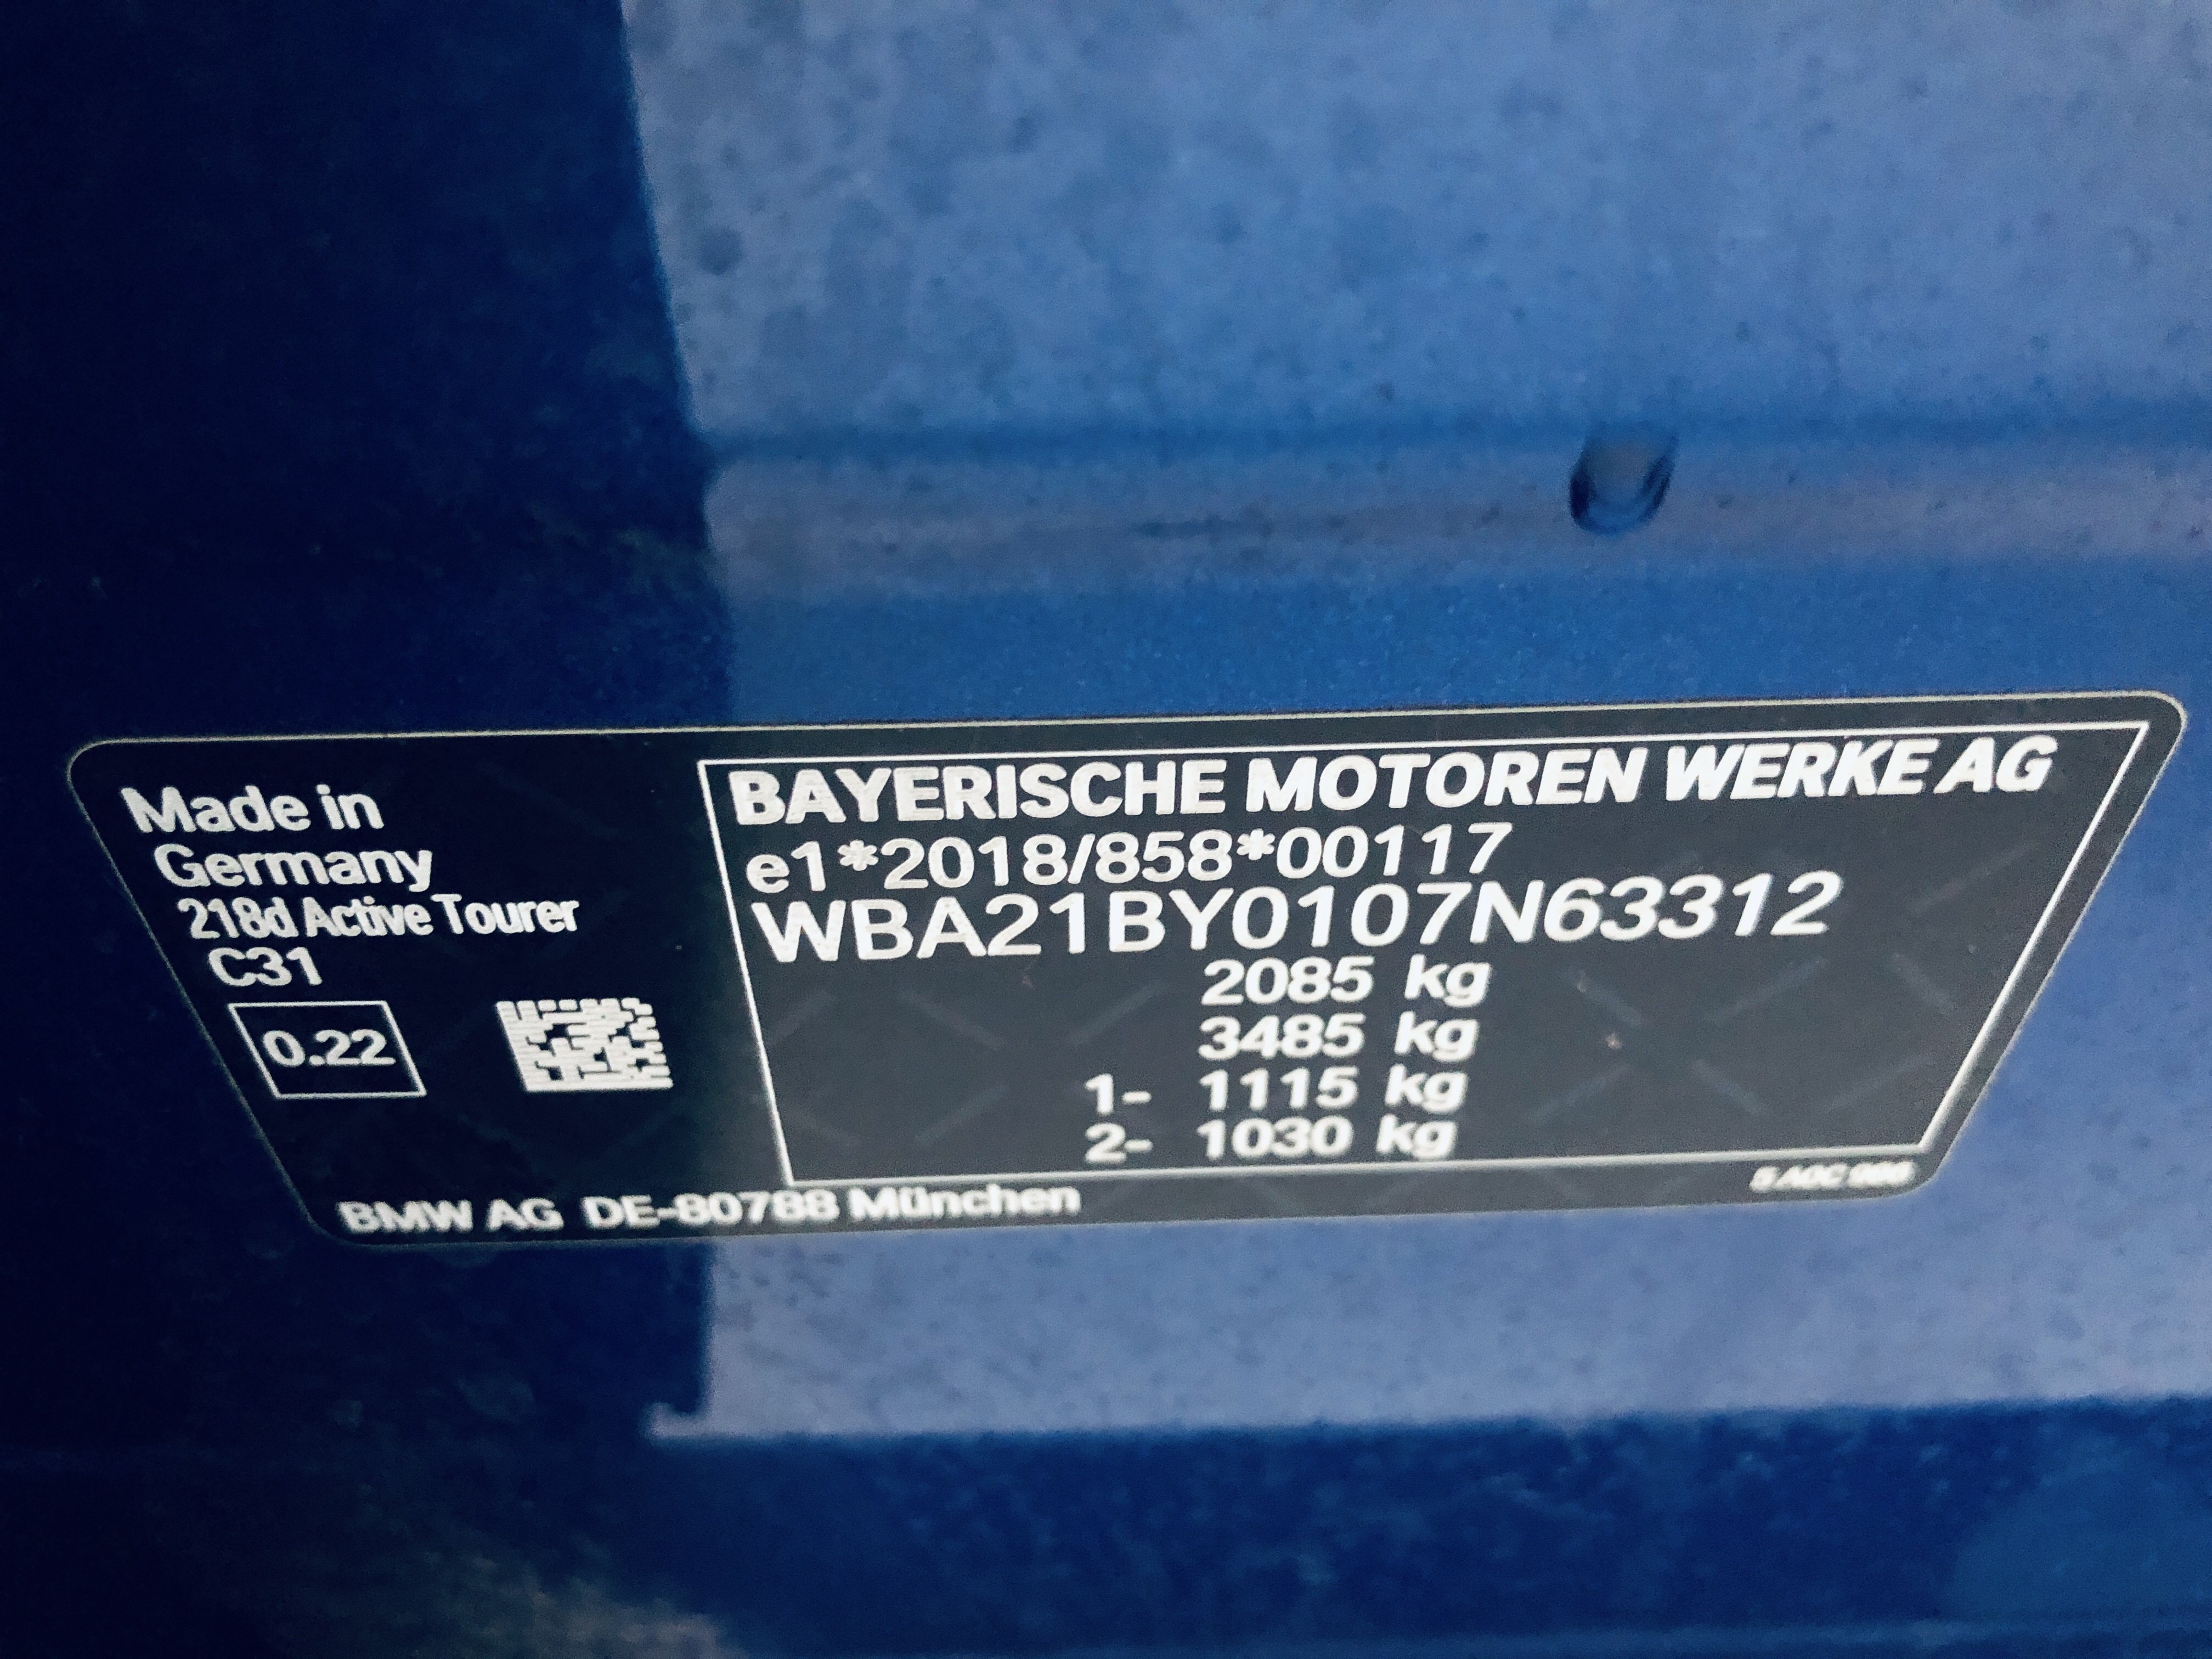 Made in
Germany
218d Active Tourer
C31
0.22
BAYERISCHE MOTOREN WERKE AG
e1*2018/858*00117
WBA21BY0107N63312
2085 kg
3485 kg
1- 1115 kg
2- 1030 kg
BMW AG DE-80788 München